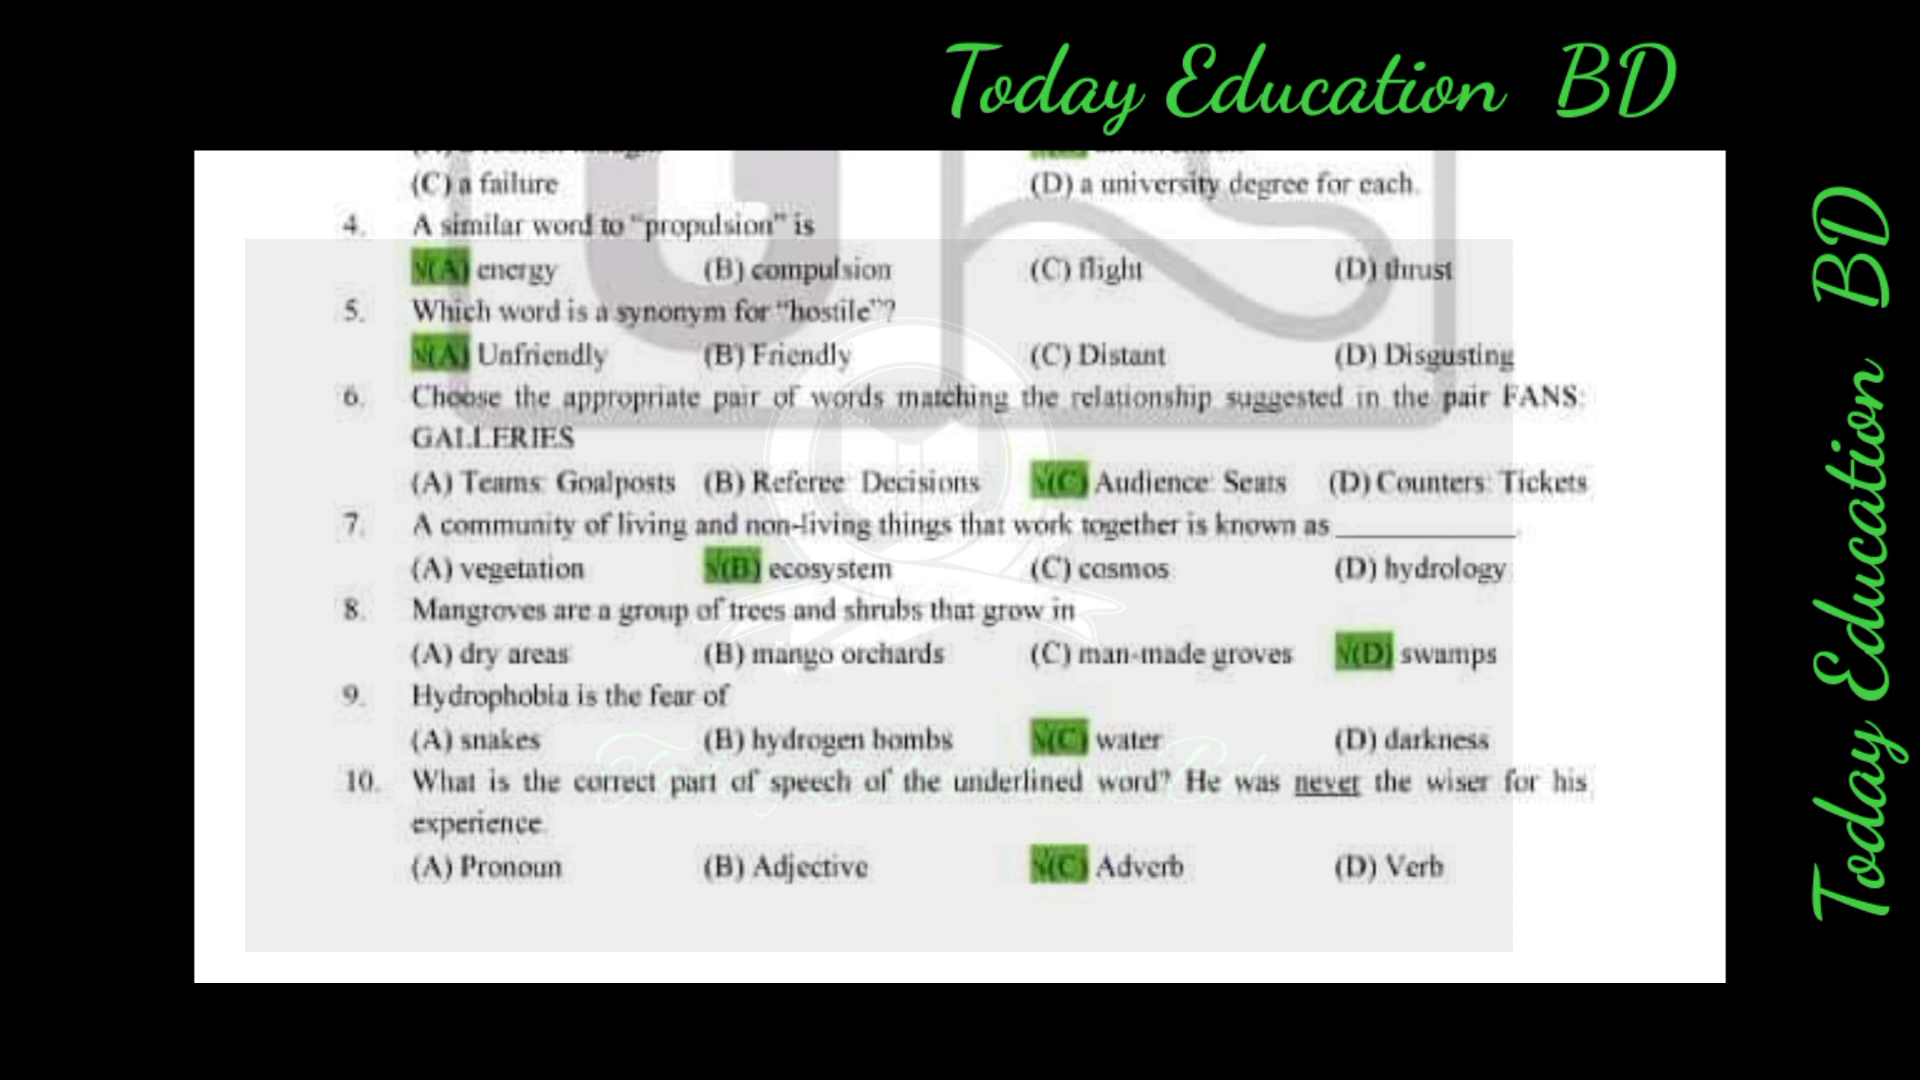 Today Education BD
(C) a failure (D) a university degree for each.
4. A similar word to "propulsion" is
√(A) energy (B) compulsion (C) flight (D) thrust
5. Which word is a synonym for "hostile"?
√(A) Unfriendly (B) Friendly (C) Distant (D) Disgusting
6. Choose the appropriate pair of words matching the relationship suggested in the pair FANS:
GALLERIES
(A) Teams: Goalposts (B) Referee: Decisions √(C) Audience: Seats (D) Counters: Tickets
7. A community of living and non-living things that work together is known as ____________.
(A) vegetation √(B) ecosystem (C) cosmos (D) hydrology
8. Mangroves are a group of trees and shrubs that grow in
(A) dry areas (B) mango orchards (C) man-made groves √(D) swamps
9. Hydrophobia is the fear of
(A) snakes (B) hydrogen bombs √(C) water (D) darkness
10. What is the correct part of speech of the underlined word? He was never the wiser for his
experience.
(A) Pronoun (B) Adjective √(C) Adverb (D) Verb
Today Education BD